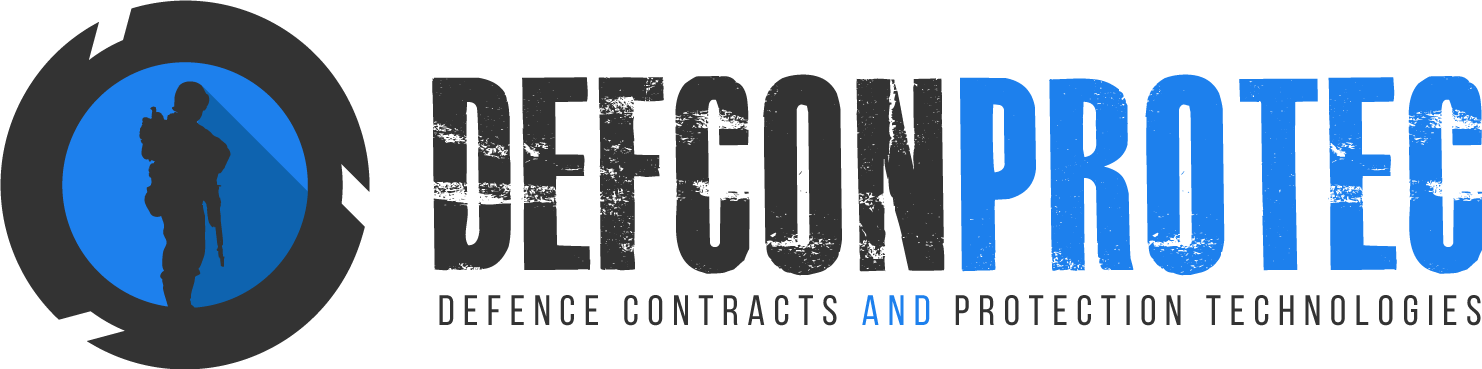 DEFCONPROTEC
DEFENCE CONTRACTS AND PROTECTION TECHNOLOGIES